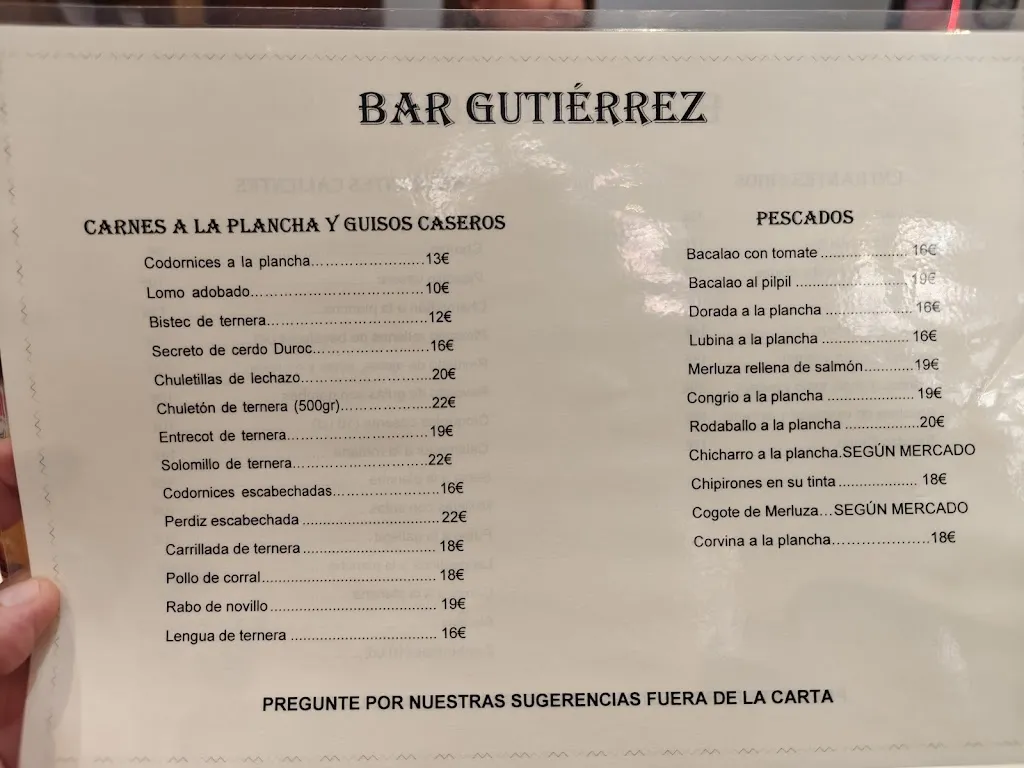 BAR GUTIÉRREZ
CARNES A LA PLANCHA Y GUISOS CASEROS
Codornices a la plancha........................13€
Lomo adobado......................................10€
Bistec de ternera...................................12€
Secreto de cerdo Duroc.........................16€
Chuletillas de lechazo............................20€
Chuletón de ternera (500gr)....................22€
Entrecot de ternera...............................19€
Solomillo de ternera..............................22€
Codornices escabechadas.......................16€
Perdiz escabechada ................................22€
Carrillada de ternera ............................... 18€
Pollo de corral......................................... 18€
Rabo de novillo ....................................... 19€
Lengua de ternera ................................... 16€
PESCADOS
Bacalao con tomate ..................... 16€
Bacalao al pilpil ........................... 19€
Dorada a la plancha .................... 16€
Lubina a la plancha ..................... 16€
Merluza rellena de salmón............19€
Congrio a la plancha ..................... 19€
Rodaballo a la plancha ..................20€
Chicharro a la plancha.SEGÚN MERCADO
Chipirones en su tinta ................... 18€
Cogote de Merluza...SEGÚN MERCADO
Corvina a la plancha.....................18€
PREGUNTE POR NUESTRAS SUGERENCIAS FUERA DE LA CARTA